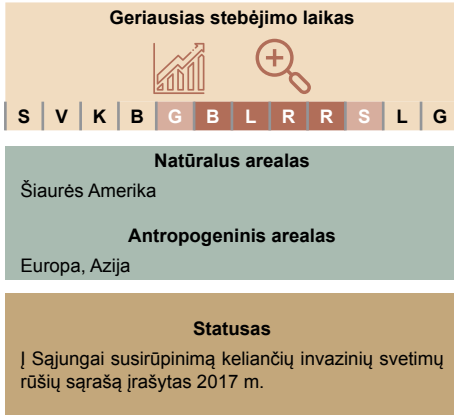 Geriausias stebėjimo laikas
S V K B G B L R R S L G
Natūralus arealas
Šiaurės Amerika
Antropogeninis arealas
Europa, Azija
Statusas
Į Sąjungai susirūpinimą keliančių invazinių svetimų
rūšių sąrašą įrašytas 2017 m.